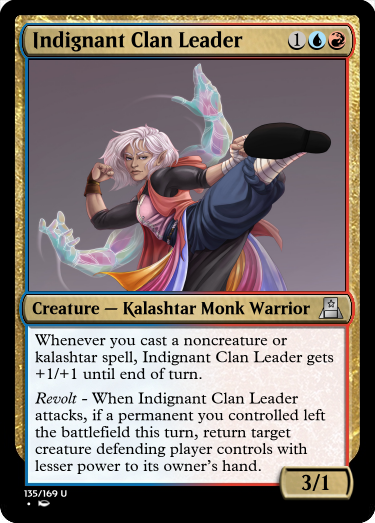 Indignant Clan Leader 1
Creature — Kalashtar Monk Warrior
Whenever you cast a noncreature or
kalashtar spell, Indignant Clan Leader gets
+1/+1 until end of turn.
Revolt - When Indignant Clan Leader
attacks, if a permanent you controlled left
the battlefield this turn, return target
creature defending player controls with
lesser power to its owner's hand.
3/1
135/169 U